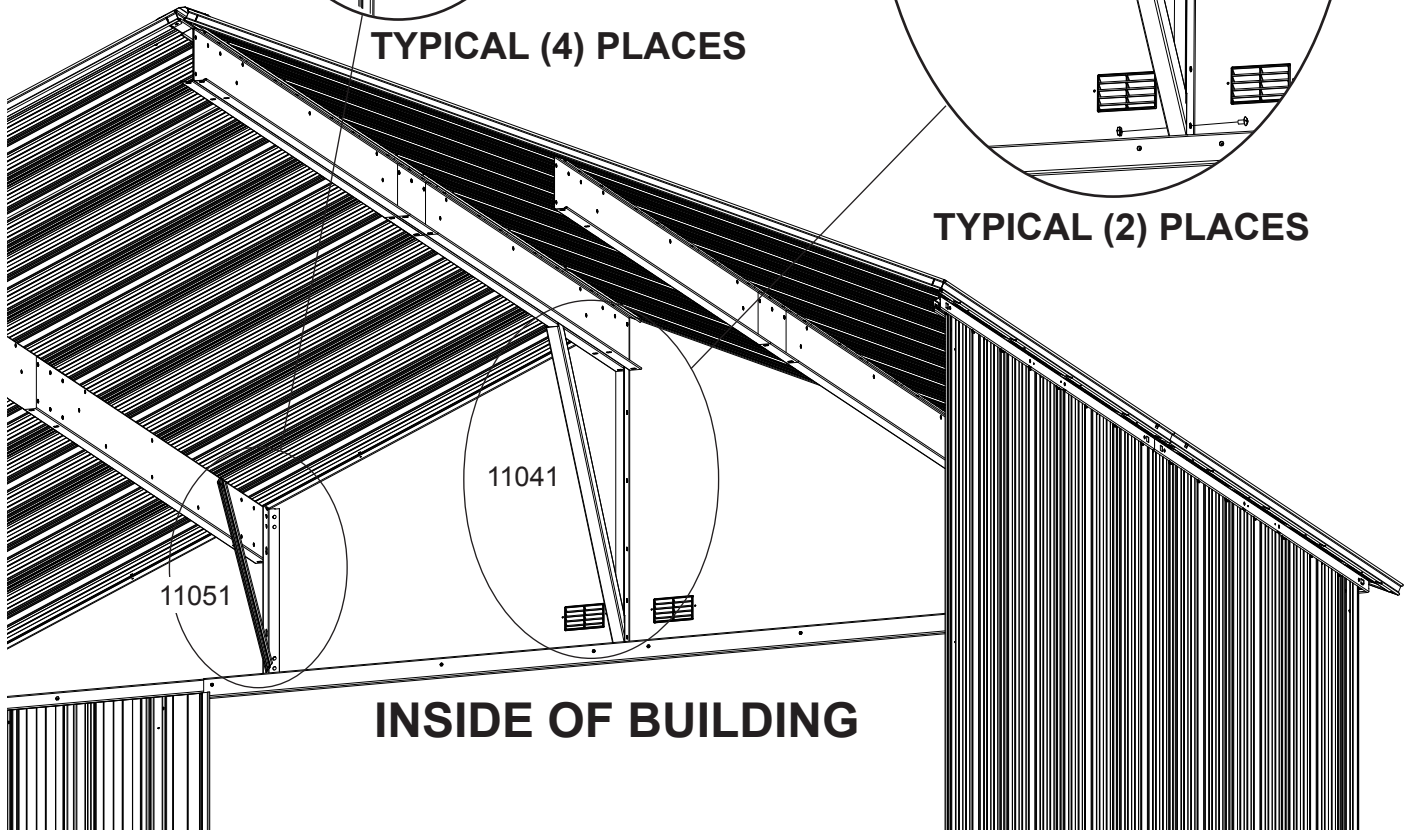 TYPICAL (4) PLACES
TYPICAL (2) PLACES
11041
11051
INSIDE OF BUILDING